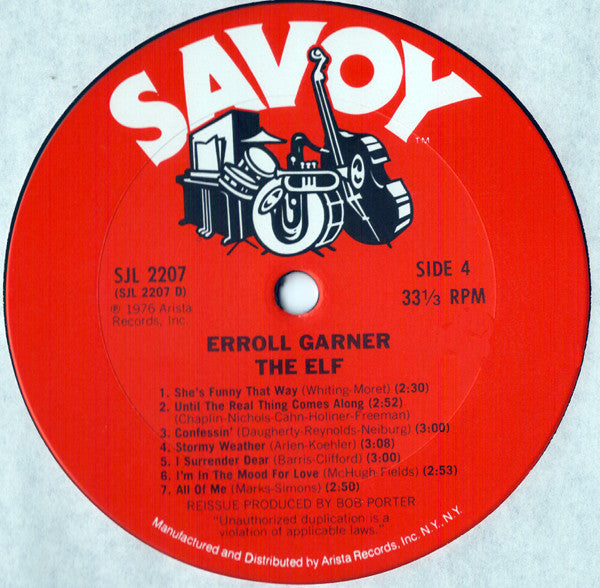 SAVOY™
SJL 2207
(SJL 2207 D)
℗ 1976 Arista
Records, Inc.
SIDE 4
33⅓ RPM
ERROLL GARNER
THE ELF
1. She's Funny That Way (Whiting-Moret) (2:30)
2. Until The Real Thing Comes Along (2:52)
(Chaplin-Nichols-Cahn-Holiner-Freeman)
3. Confessin' (Daugherty-Reynolds-Neiburg) (3:00)
4. Stormy Weather (Arlen-Koehler) (3:08)
5. I Surrender Dear (Barris-Clifford) (3:00)
6. I'm In The Mood For Love (McHugh Fields) (2:53)
7. All Of Me (Marks-Simons) (2:50)
REISSUE PRODUCED BY BOB PORTER
"Unauthorized duplication is a
violation of applicable laws."
Manufactured and Distributed by Arista Records, Inc. N.Y., N.Y.